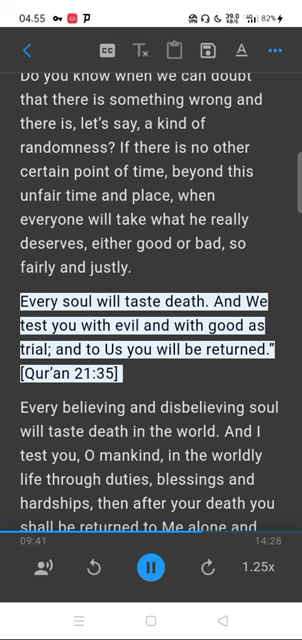 04.55
39.0
KB/S
4G
82%
CC
Do you know when we can doubt
that there is something wrong and
there is, let’s say, a kind of
randomness? If there is no other
certain point of time, beyond this
unfair time and place, when
everyone will take what he really
deserves, either good or bad, so
fairly and justly.
Every soul will taste death. And We
test you with evil and with good as
trial; and to Us you will be returned.”
[Qur’an 21:35]
Every believing and disbelieving soul
will taste death in the world. And I
test you, O mankind, in the worldly
life through duties, blessings and
hardships, then after your death you
shall be returned to Me alone and
09:41
14:28
1.25x